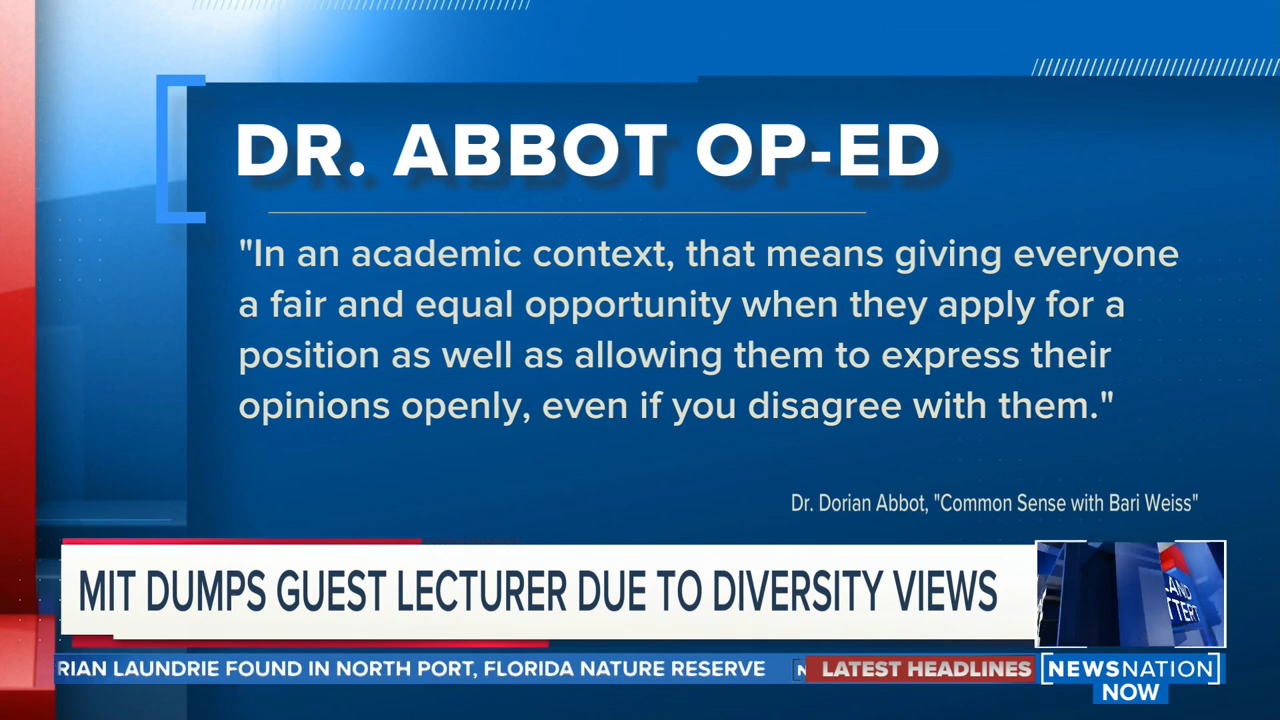 DR. ABBOT OP-ED
"In an academic context, that means giving everyone
a fair and equal opportunity when they apply for a
position as well as allowing them to express their
opinions openly, even if you disagree with them."
Dr. Dorian Abbot, "Common Sense with Bari Weiss"
MIT DUMPS GUEST LECTURER DUE TO DIVERSITY VIEWS
RIAN LAUNDRIE FOUND IN NORTH PORT, FLORIDA NATURE RESERVE
LATEST HEADLINES
NEWSNATION
NOW